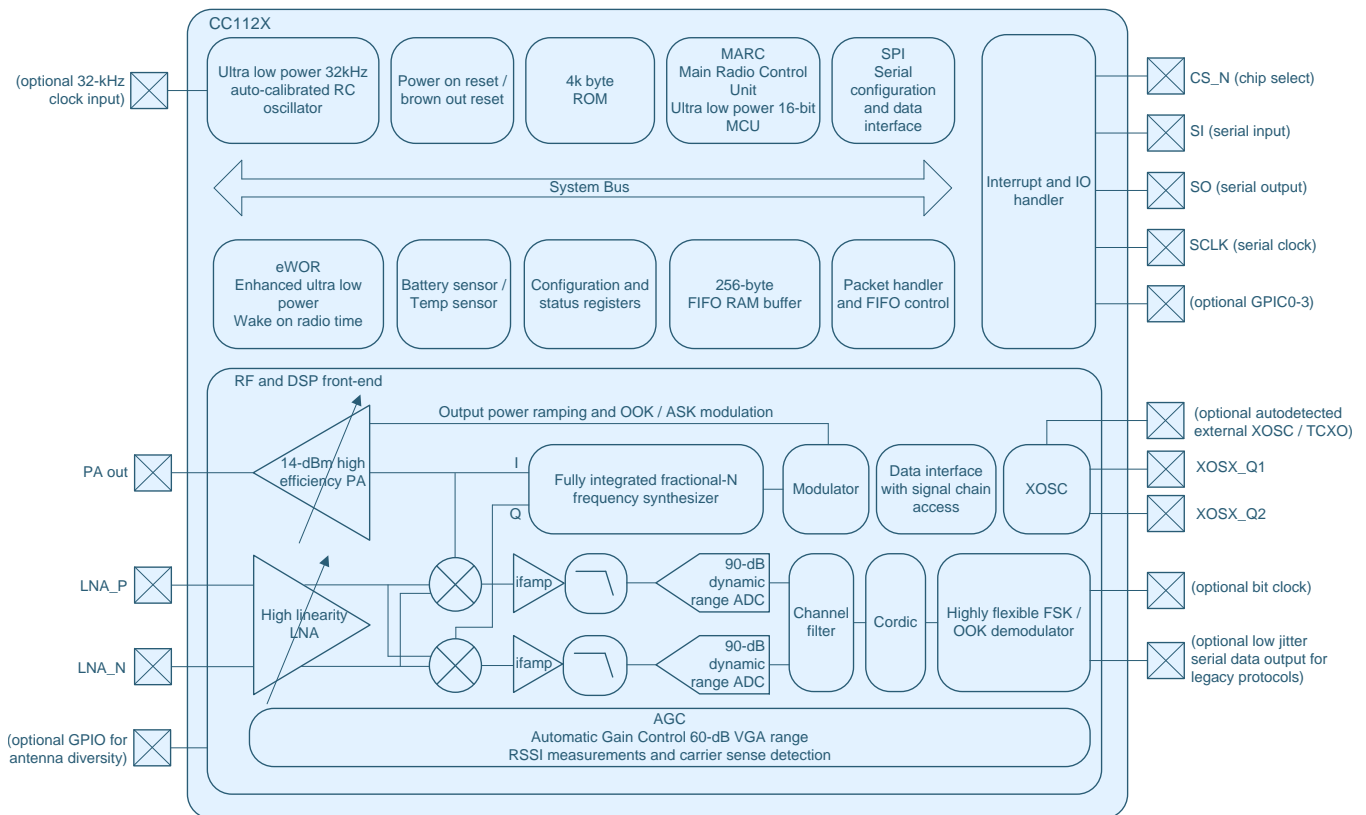 CC112X
(optional 32-kHz
clock input)
Ultra low power 32kHz
auto-calibrated RC
oscillator
Power on reset /
brown out reset
4k byte
ROM
MARC
Main Radio Control
Unit
Ultra low power 16-bit
MCU
SPI
Serial
configuration
and data
interface
Interrupt and IO
handler
CS_N (chip select)
SI (serial input)
SO (serial output)
SCLK (serial clock)
(optional GPIC0-3)
System Bus
eWOR
Enhanced ultra low
power
Wake on radio time
Battery sensor /
Temp sensor
Configuration and
status registers
256-byte
FIFO RAM buffer
Packet handler
and FIFO control
RF and DSP front-end
Output power ramping and OOK / ASK modulation
PA out
14-dBm high
efficiency PA
I
Q
Fully integrated fractional-N
frequency synthesizer
Modulator
Data interface
with signal chain
access
XOSC
(optional autodetected
external XOSC / TCXO)
XOSX_Q1
XOSX_Q2
LNA_P
LNA_N
High linearity
LNA
ifamp
90-dB
dynamic
range ADC
ifamp
90-dB
dynamic
range ADC
Channel
filter
Cordic
Highly flexible FSK /
OOK demodulator
(optional bit clock)
(optional low jitter
serial data output for
legacy protocols)
(optional GPIO for
antenna diversity)
AGC
Automatic Gain Control 60-dB VGA range
RSSI measurements and carrier sense detection